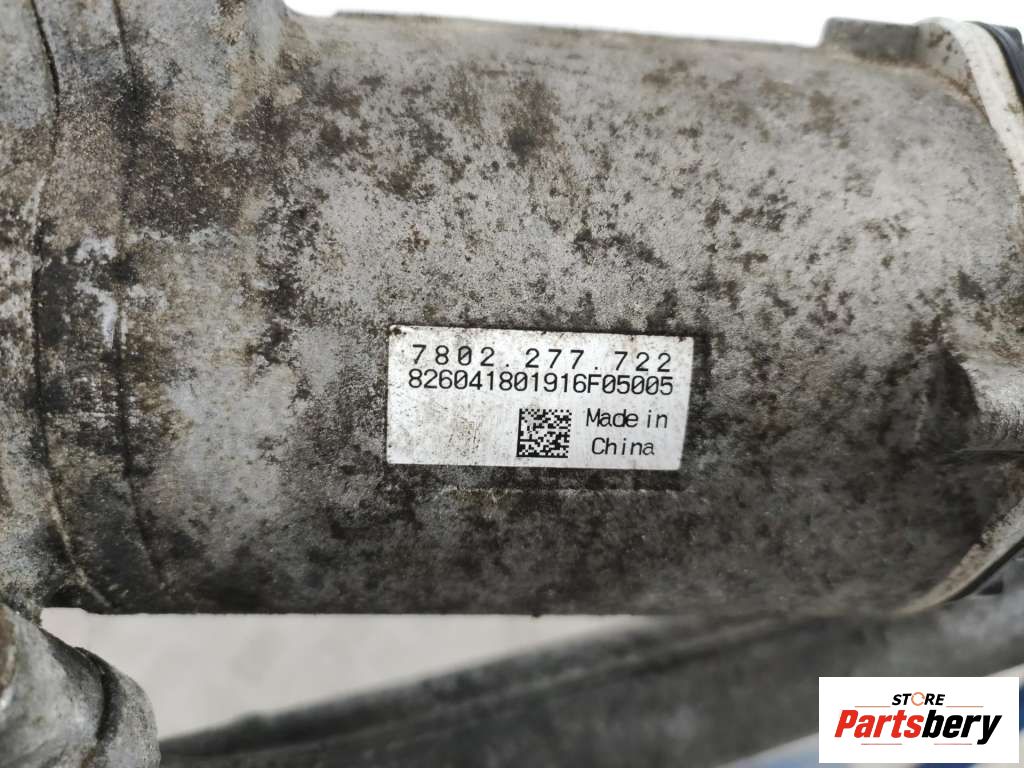 7802.277.722
826041801916F05005
Made in
China
STORE
Partsbery